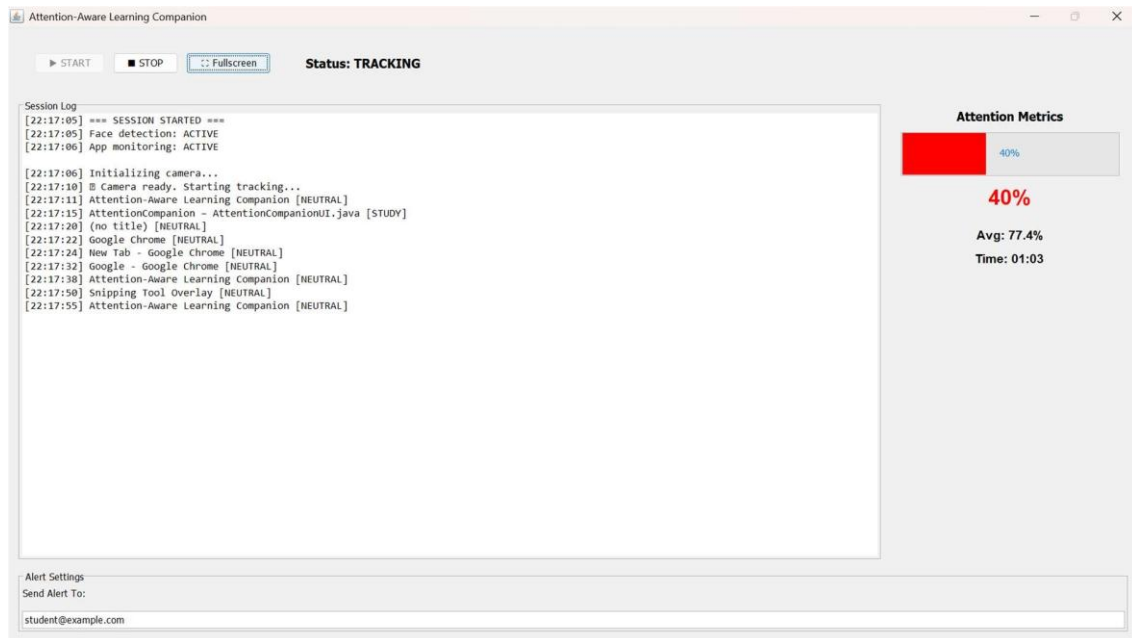 Attention-Aware Learning Companion
▶ START ■ STOP ⛶ Fullscreen Status: TRACKING
Session Log
[22:17:05] === SESSION STARTED ===
[22:17:05] Face detection: ACTIVE
[22:17:06] App monitoring: ACTIVE
[22:17:06] Initializing camera...
[22:17:10] Camera ready. Starting tracking...
[22:17:11] Attention-Aware Learning Companion [NEUTRAL]
[22:17:15] AttentionCompanion – AttentionCompanionUI.java [STUDY]
[22:17:20] (no title) [NEUTRAL]
[22:17:22] Google Chrome [NEUTRAL]
[22:17:24] New Tab - Google Chrome [NEUTRAL]
[22:17:32] Google - Google Chrome [NEUTRAL]
[22:17:38] Attention-Aware Learning Companion [NEUTRAL]
[22:17:50] Snipping Tool Overlay [NEUTRAL]
[22:17:55] Attention-Aware Learning Companion [NEUTRAL]
Attention Metrics
40%
40%
Avg: 77.4%
Time: 01:03
Alert Settings
Send Alert To:
student@example.com